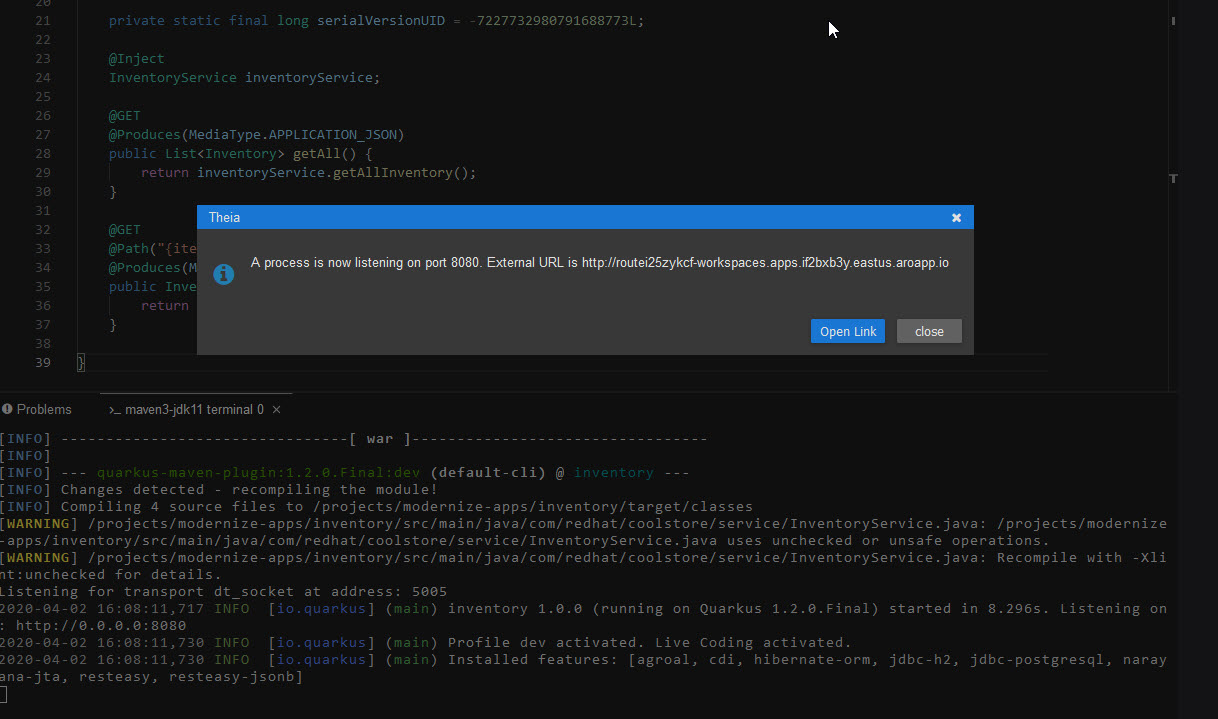 20
21 private static final long serialVersionUID = -7227732980791688773L;
22
23 @Inject
24 InventoryService inventoryService;
25
26 @GET
27 @Produces(MediaType.APPLICATION_JSON)
28 public List<Inventory> getAll() {
29 return inventoryService.getAllInventory();
30 }
31
32 @GET
33 @Path("{ite
34 @Produces(M
35 public Inve
36 return
37 }
38
39 }
Theia ×
A process is now listening on port 8080. External URL is http://routei25zykcf-workspaces.apps.if2bxb3y.eastus.aroapp.io
Open Link close
Problems >_ maven3-jdk11 terminal 0 ×
[INFO] --------------------------------[ war ]---------------------------------
[INFO]
[INFO] --- quarkus-maven-plugin:1.2.0.Final:dev (default-cli) @ inventory ---
[INFO] Changes detected - recompiling the module!
[INFO] Compiling 4 source files to /projects/modernize-apps/inventory/target/classes
[WARNING] /projects/modernize-apps/inventory/src/main/java/com/redhat/coolstore/service/InventoryService.java: /projects/modernize
-apps/inventory/src/main/java/com/redhat/coolstore/service/InventoryService.java uses unchecked or unsafe operations.
[WARNING] /projects/modernize-apps/inventory/src/main/java/com/redhat/coolstore/service/InventoryService.java: Recompile with -Xli
nt:unchecked for details.
Listening for transport dt_socket at address: 5005
2020-04-02 16:08:11,717 INFO [io.quarkus] (main) inventory 1.0.0 (running on Quarkus 1.2.0.Final) started in 8.296s. Listening on
: http://0.0.0.0:8080
2020-04-02 16:08:11,730 INFO [io.quarkus] (main) Profile dev activated. Live Coding activated.
2020-04-02 16:08:11,730 INFO [io.quarkus] (main) Installed features: [agroal, cdi, hibernate-orm, jdbc-h2, jdbc-postgresql, naray
ana-jta, resteasy, resteasy-jsonb]